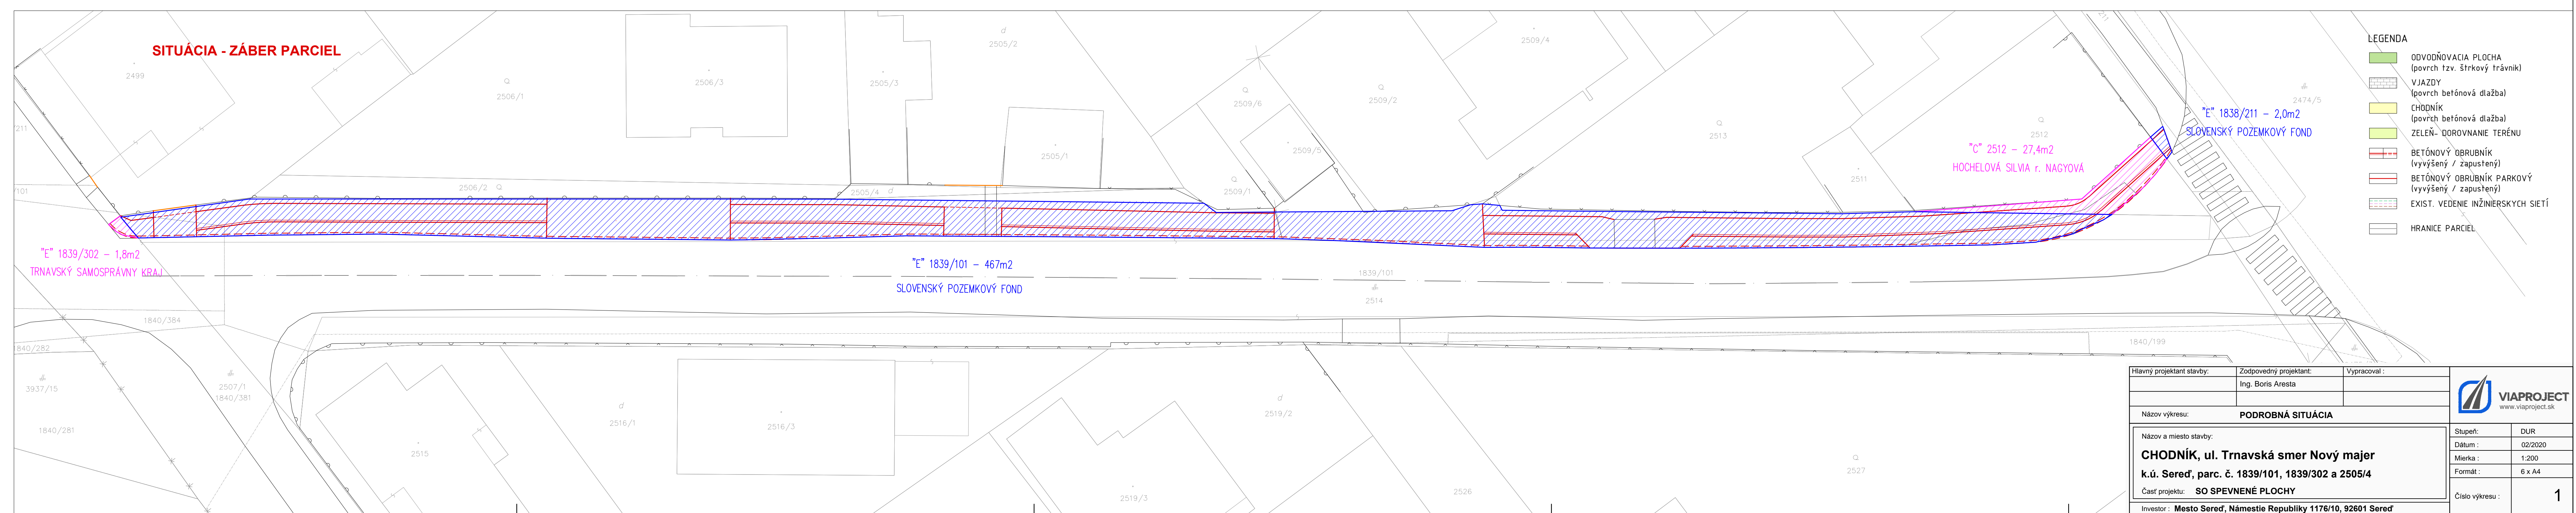 SITUÁCIA - ZÁBER PARCIEL
2499
Q
2506/1
2506/3
2505/3
d
2505/2
2505/1
Q
2509/6
2509/5
Q
2509/2
2509/4
Q
2513
2511
Q
2512
2474/5
211
/211
/101
2506/2 Q
2505/4 d
Q
2509/1
"E" 1838/211 - 2,0m2
SLOVENSKÝ POZEMKOVÝ FOND
"C" 2512 - 27,4m2
HOCHELOVÁ SILVIA r. NAGYOVÁ
"E" 1839/302 - 1,8m2
TRNAVSKÝ SAMOSPRÁVNY KRAJ
"E" 1839/101 - 467m2
SLOVENSKÝ POZEMKOVÝ FOND
1839/101
2514
1840/384
1840/282
3937/15
2507/1
1840/381
1840/281
2515
d
2516/1
2516/3
d
2519/2
2519/3
2526
Q
2527
1840/199
LEGENDA
ODVODŇOVACIA PLOCHA
(povrch tzv. štrkový trávnik)
VJAZDY
(povrch betónová dlažba)
CHODNÍK
(povrch betónová dlažba)
ZELEŇ- DOROVNANIE TERÉNU
BETÓNOVÝ OBRUBNÍK
(vyvýšený / zapustený)
BETÓNOVÝ OBRUBNÍK PARKOVÝ
(vyvýšený / zapustený)
EXIST. VEDENIE INŽINIERSKYCH SIETÍ
HRANICE PARCIEL
Hlavný projektant stavby:
Zodpovedný projektant:
Vypracoval :
Ing. Boris Aresta
VIAPROJECT
www.viaproject.sk
Názov výkresu: PODROBNÁ SITUÁCIA
Názov a miesto stavby:
CHODNÍK, ul. Trnavská smer Nový majer
k.ú. Sereď, parc. č. 1839/101, 1839/302 a 2505/4
Časť projektu: SO SPEVNENÉ PLOCHY
Investor : Mesto Sereď, Námestie Republiky 1176/10, 92601 Sereď
Stupeň: DUR
Dátum : 02/2020
Mierka : 1:200
Formát : 6 x A4
Číslo výkresu : 1